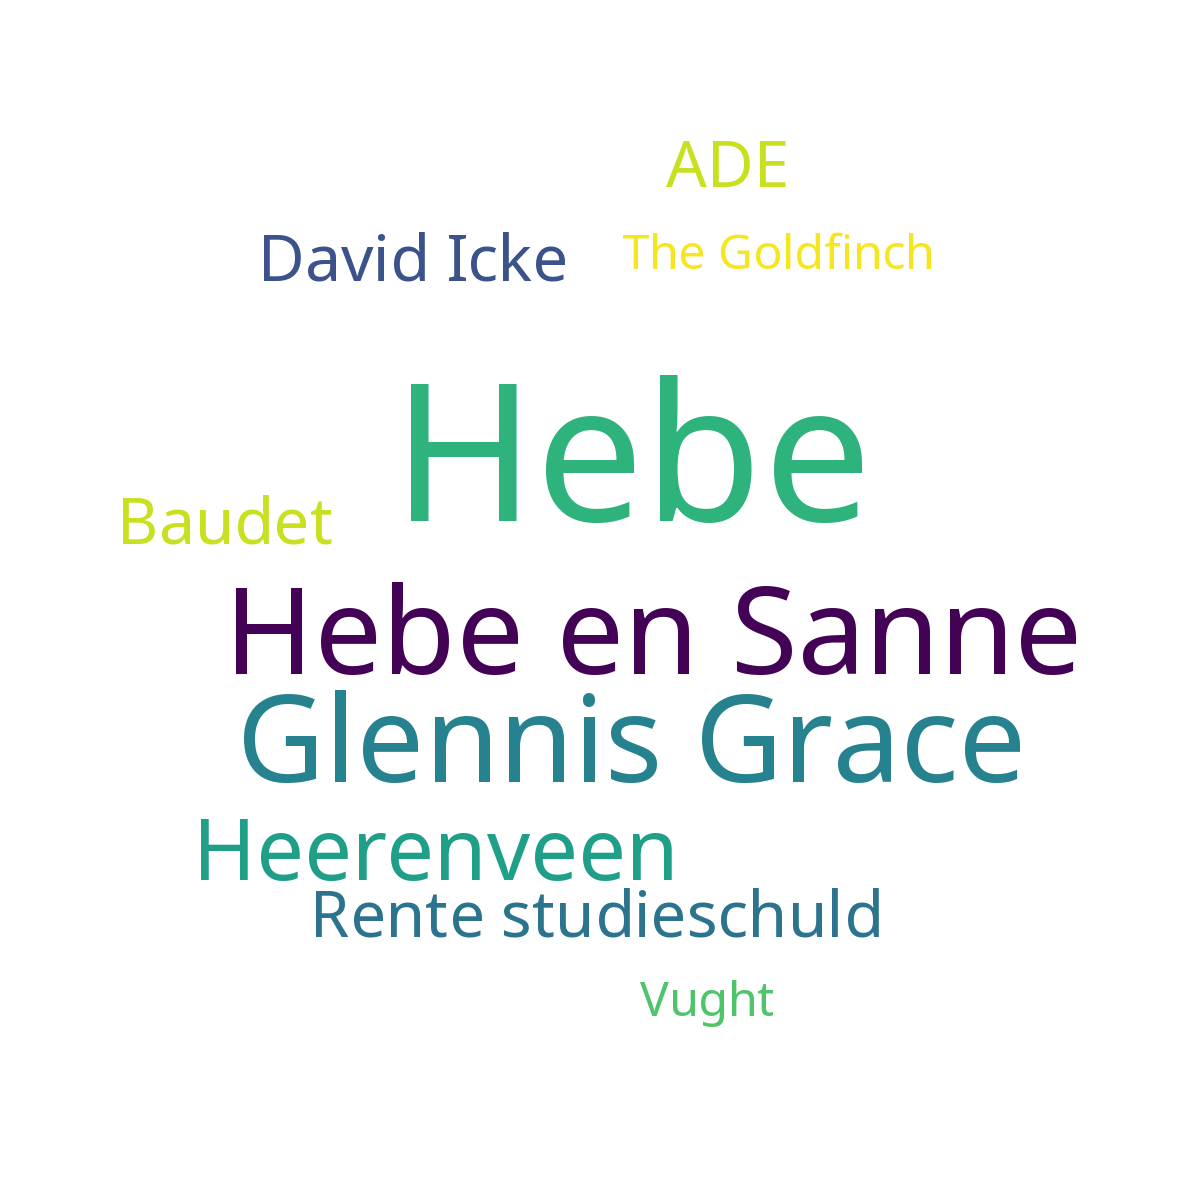 ADE
David Icke
The Goldfinch
Hebe
Baudet
Hebe en Sanne
Glennis Grace
Heerenveen
Rente studieschuld
Vught